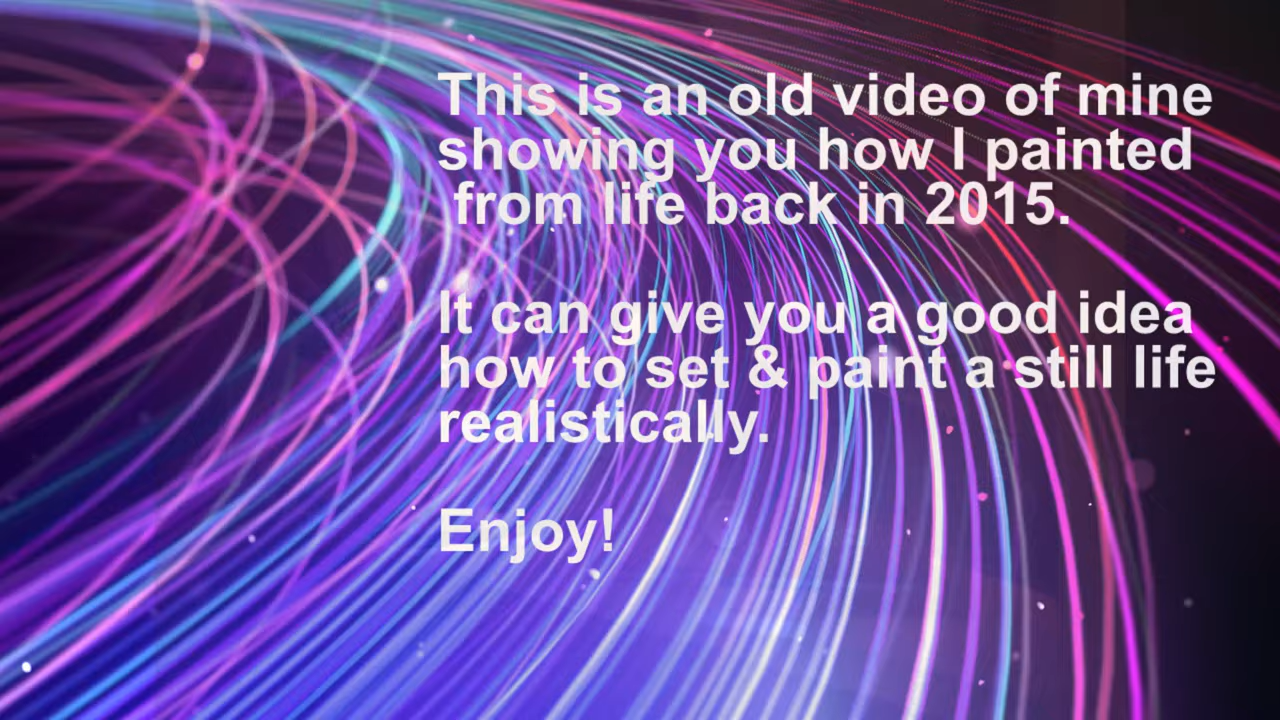 This is an old video of mine
showing you how I painted
from life back in 2015.
It can give you a good idea
how to set & paint a still life
realistically.
Enjoy!